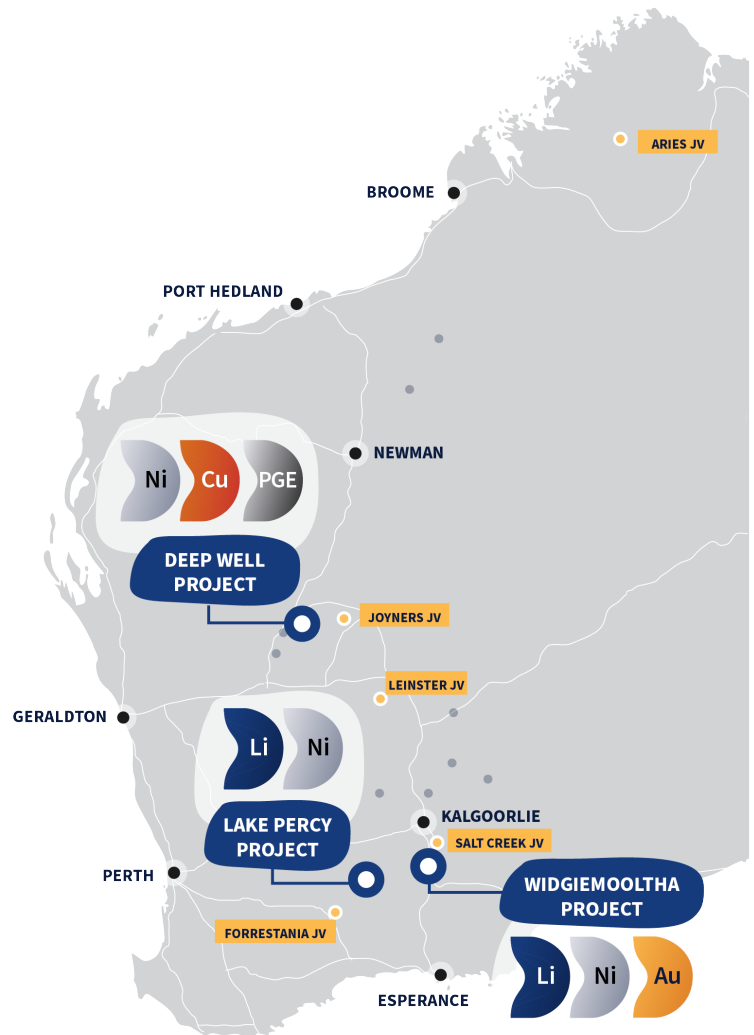 ARIES JV
BROOME
PORT HEDLAND
NEWMAN
Ni
Cu
PGE
DEEP WELL
PROJECT
JOYNERS JV
LEINSTER JV
GERALDTON
Li
Ni
KALGOORLIE
LAKE PERCY
PROJECT
SALT CREEK JV
PERTH
WIDGIEMOOLTHA
PROJECT
FORRESTANIA JV
Li
Ni
Au
ESPERANCE